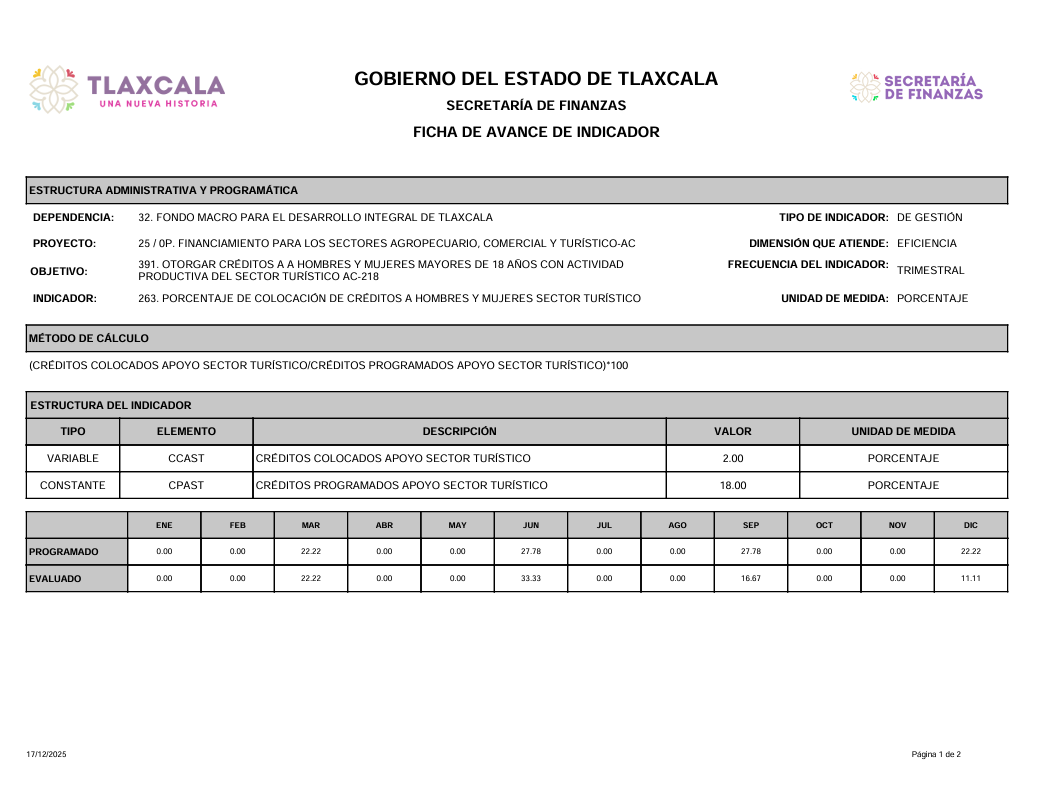 TLAXCALA
UNA NUEVA HISTORIA
GOBIERNO DEL ESTADO DE TLAXCALA
SECRETARÍA DE FINANZAS
FICHA DE AVANCE DE INDICADOR
SECRETARÍA
DE FINANZAS
ESTRUCTURA ADMINISTRATIVA Y PROGRAMÁTICA
DEPENDENCIA: 32. FONDO MACRO PARA EL DESARROLLO INTEGRAL DE TLAXCALA TIPO DE INDICADOR: DE GESTIÓN
PROYECTO: 25 / 0P. FINANCIAMIENTO PARA LOS SECTORES AGROPECUARIO, COMERCIAL Y TURÍSTICO-AC DIMENSIÓN QUE ATIENDE: EFICIENCIA
OBJETIVO: 391. OTORGAR CRÉDITOS A A HOMBRES Y MUJERES MAYORES DE 18 AÑOS CON ACTIVIDAD
PRODUCTIVA DEL SECTOR TURÍSTICO AC-218 FRECUENCIA DEL INDICADOR: TRIMESTRAL
INDICADOR: 263. PORCENTAJE DE COLOCACIÓN DE CRÉDITOS A HOMBRES Y MUJERES SECTOR TURÍSTICO UNIDAD DE MEDIDA: PORCENTAJE
MÉTODO DE CÁLCULO
(CRÉDITOS COLOCADOS APOYO SECTOR TURÍSTICO/CRÉDITOS PROGRAMADOS APOYO SECTOR TURÍSTICO)*100
ESTRUCTURA DEL INDICADOR
TIPO ELEMENTO DESCRIPCIÓN VALOR UNIDAD DE MEDIDA
VARIABLE CCAST CRÉDITOS COLOCADOS APOYO SECTOR TURÍSTICO 2.00 PORCENTAJE
CONSTANTE CPAST CRÉDITOS PROGRAMADOS APOYO SECTOR TURÍSTICO 18.00 PORCENTAJE
ENE FEB MAR ABR MAY JUN JUL AGO SEP OCT NOV DIC
PROGRAMADO 0.00 0.00 22.22 0.00 0.00 27.78 0.00 0.00 27.78 0.00 0.00 22.22
EVALUADO 0.00 0.00 22.22 0.00 0.00 33.33 0.00 0.00 16.67 0.00 0.00 11.11
17/12/2025 Página 1 de 2